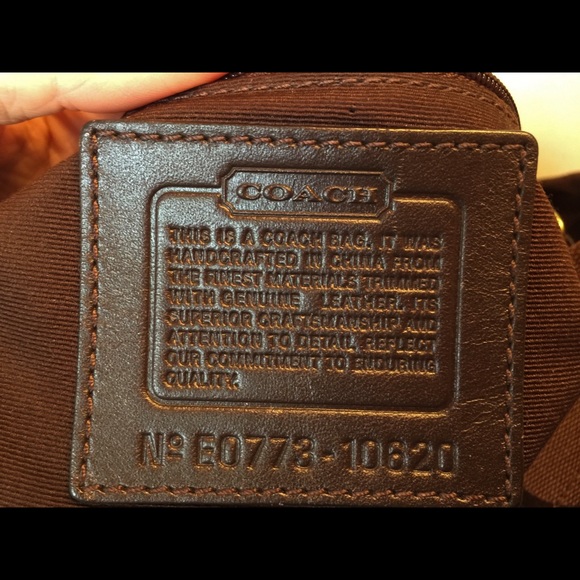 COACH
THIS IS A COACH BAG. IT WAS
HANDCRAFTED IN CHINA FROM
THE FINEST MATERIALS TRIMMED
WITH GENUINE LEATHER. ITS
SUPERIOR CRAFTSMANSHIP AND
ATTENTION TO DETAIL REFLECT
OUR COMMITMENT TO ENDURING
QUALITY.
Nº E0773-10620